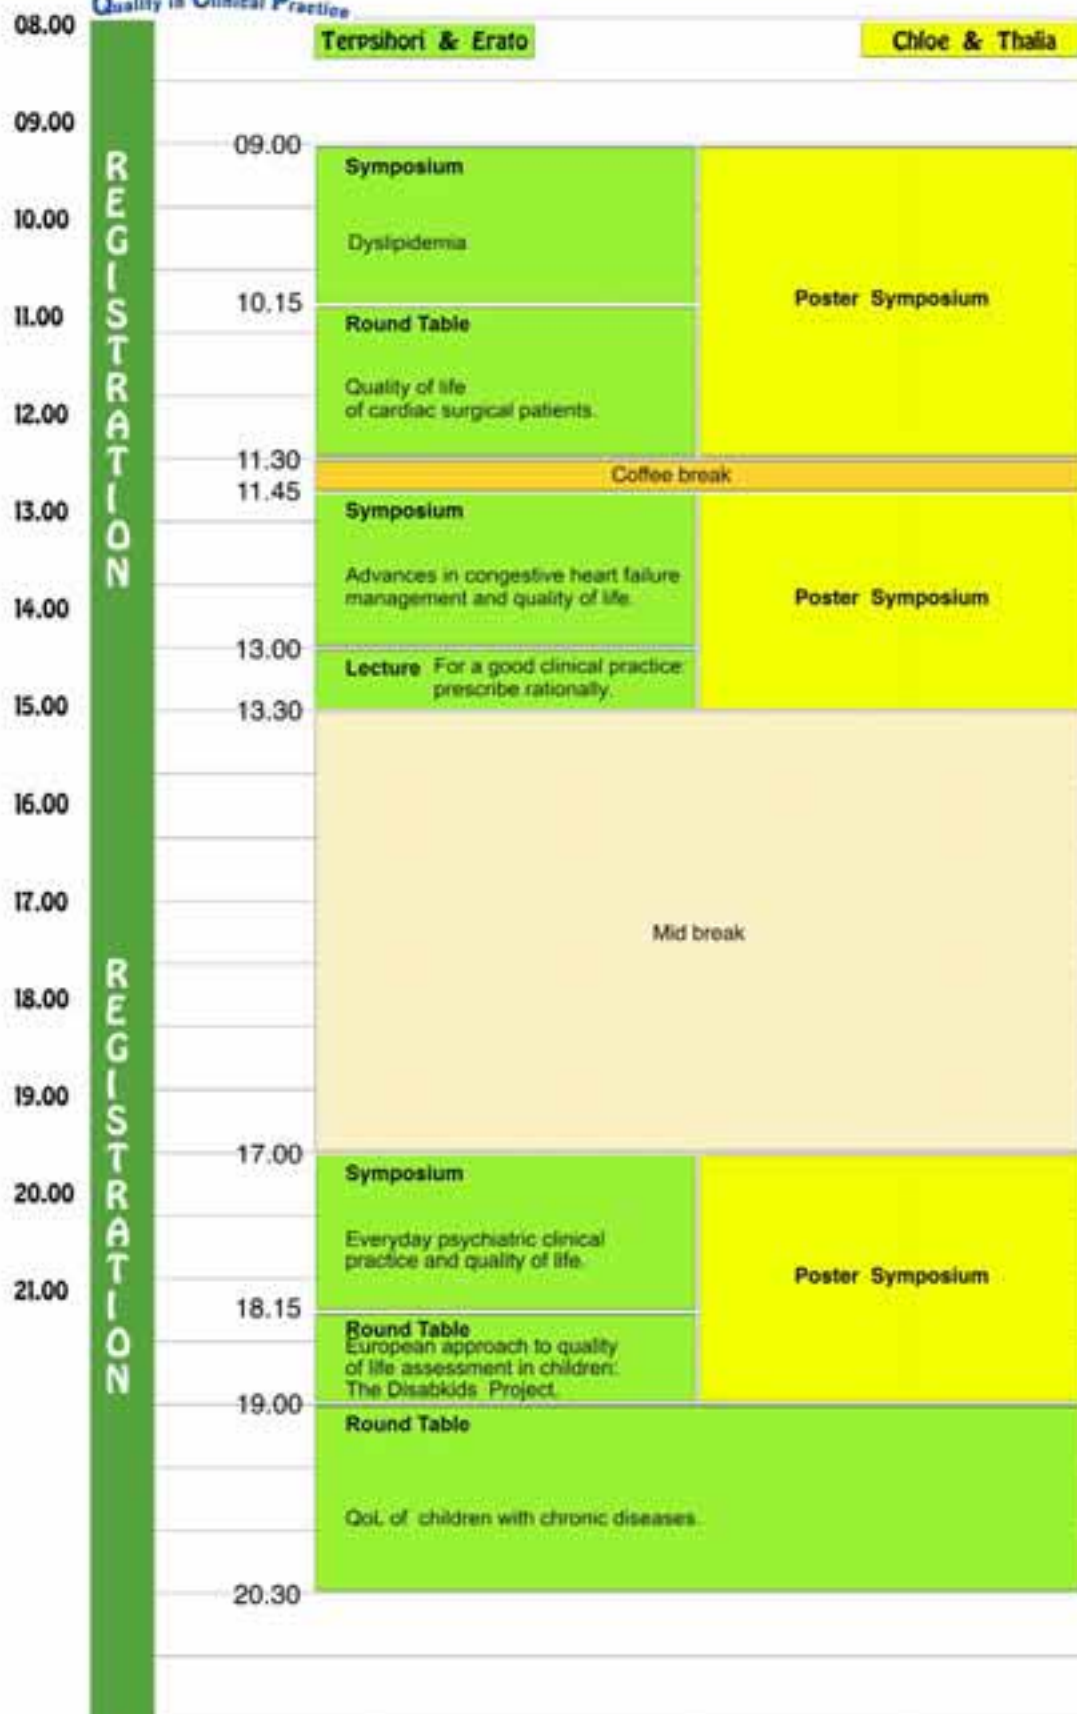 Quality in Clinical Practice
Terpsihori & Erato
Chloe & Thalia
08.00
09.00
10.00
11.00
12.00
13.00
14.00
15.00
16.00
17.00
18.00
19.00
20.00
21.00
REGISTRATION
REGISTRATION
09.00
Symposium
Dyslipidemia
Poster Symposium
10.15
Round Table
Quality of life
of cardiac surgical patients.
11.30
Coffee break
11.45
Symposium
Advances in congestive heart failure
management and quality of life.
Poster Symposium
13.00
Lecture For a good clinical practice
prescribe rationally.
13.30
Mid break
17.00
Symposium
Everyday psychiatric clinical
practice and quality of life.
Poster Symposium
18.15
Round Table
European approach to quality
of life assessment in children:
The Disabkids Project.
19.00
Round Table
QoL of children with chronic diseases.
20.30